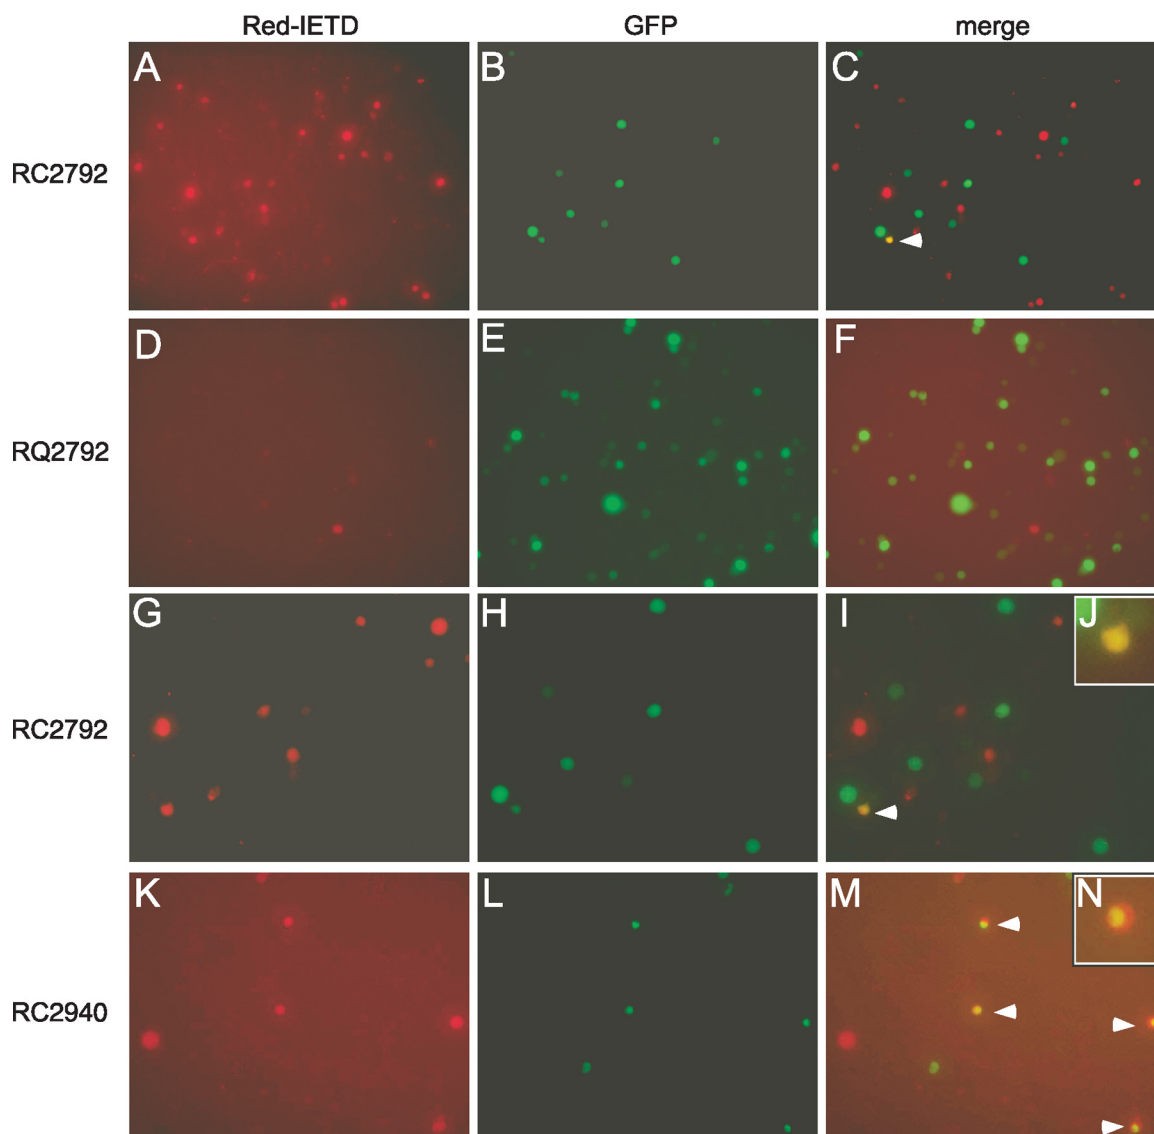 Red-IETD GFP merge
A B C
RC2792
D E F
RQ2792
G H I J
RC2792
K L M N
RC2940